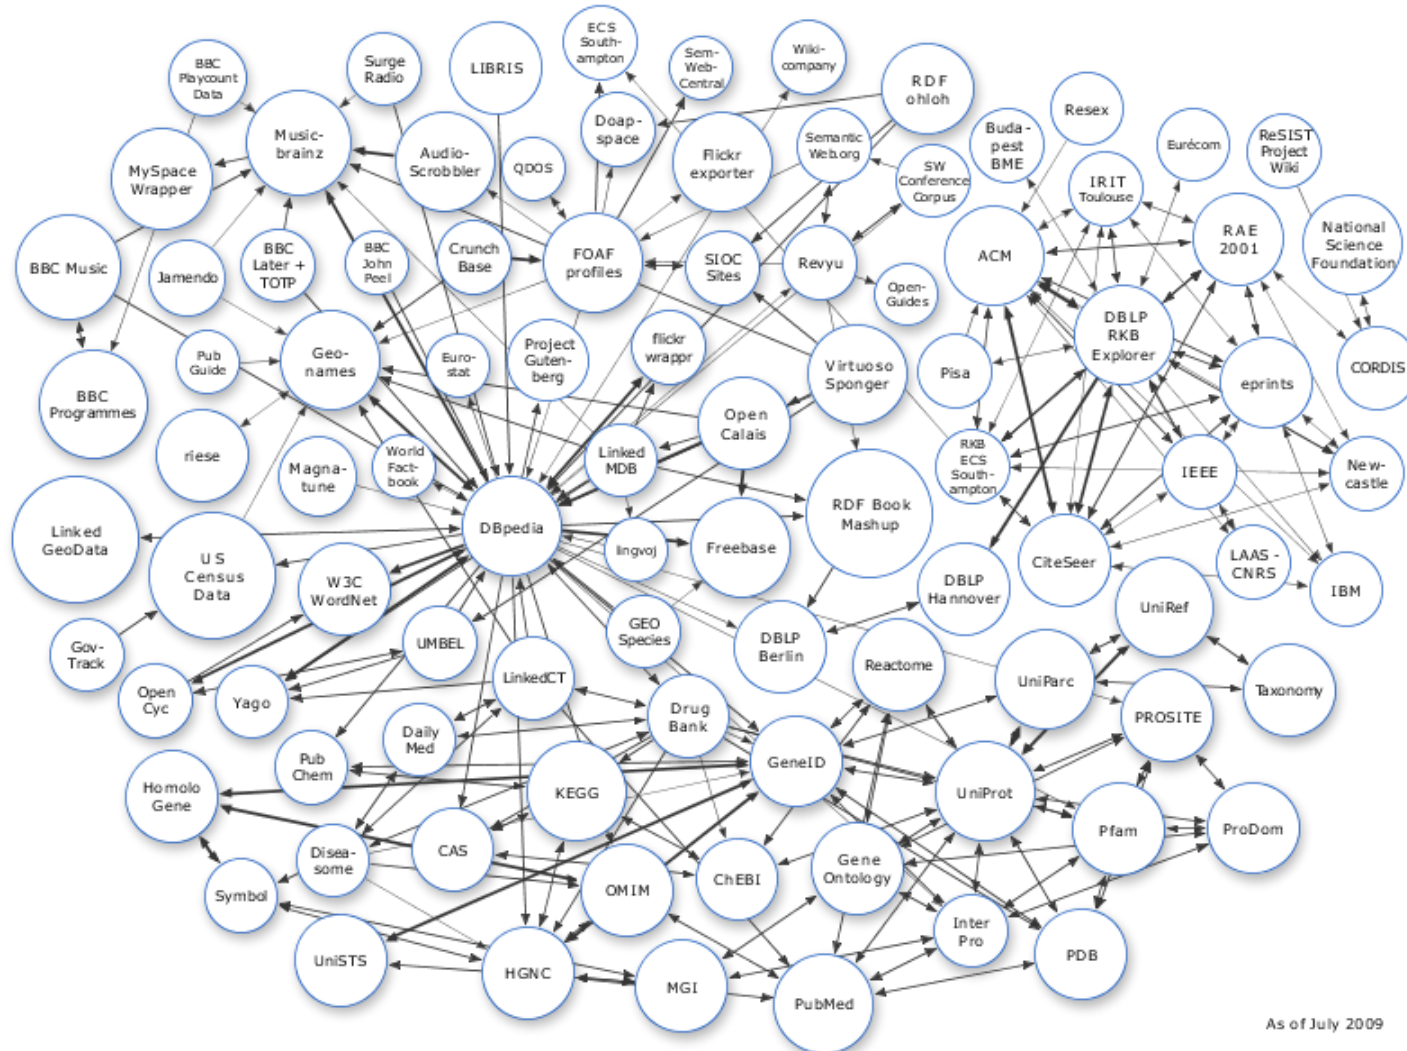 BBC
Playcount
Data
Surge
Radio
LIBRIS
ECS
South-
ampton
Sem-
Web-
Central
Wiki-
company
RDF
ohloh
Resex
Buda-
pest
BME
Eurécom
ReSIST
Project
Wiki
Music-
brainz
MySpace
Wrapper
Audio-
Scrobbler
QDOS
Doap-
space
Flickr
exporter
Semantic
Web.org
SW
Conference
Corpus
IRIT
Toulouse
RAE
2001
National
Science
Foundation
BBC Music
Jamendo
BBC
Later +
TOTP
BBC
John
Peel
Crunch
Base
FOAF
profiles
SIOC
Sites
Revyu
Open-
Guides
ACM
DBLP
RKB
Explorer
BBC
Programmes
Pub
Guide
Geo-
names
Euro-
stat
Project
Guten-
berg
flickr
wrappr
Virtuoso
Sponger
Pisa
eprints
CORDIS
riese
Magna-
tune
World
Fact-
book
Linked
MDB
Open
Calais
RKB
ECS
South-
ampton
IEEE
New-
castle
Linked
GeoData
US
Census
Data
W3C
WordNet
DBpedia
lingvoj
Freebase
RDF Book
Mashup
DBLP
Hannover
CiteSeer
LAAS -
CNRS
IBM
Gov-
Track
Open
Cyc
Yago
UMBEL
LinkedCT
GEO
Species
DBLP
Berlin
Reactome
UniParc
UniRef
Taxonomy
PROSITE
Homolo
Gene
Pub
Chem
Daily
Med
KEGG
Drug
Bank
GeneID
UniProt
Pfam
ProDom
Symbol
Disea-
some
CAS
OMIM
ChEBI
Gene
Ontology
Inter
Pro
PDB
UniSTS
HGNC
MGI
PubMed
As of July 2009